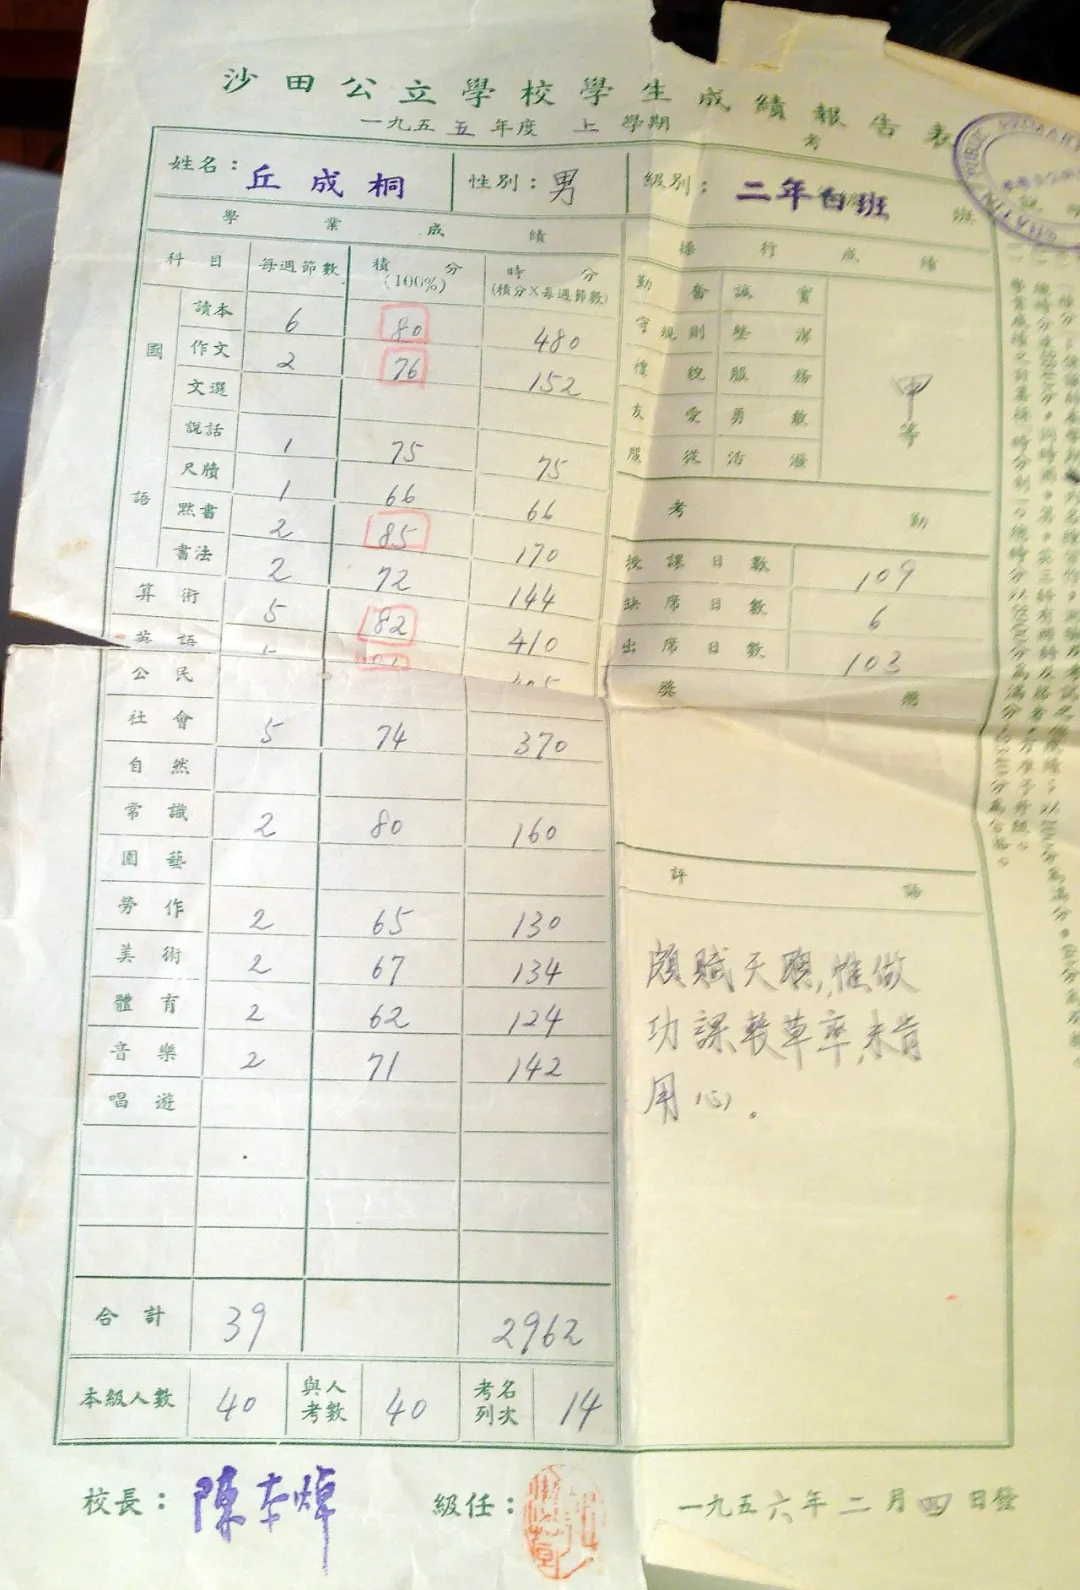 沙田公立學校學生成績報告表
一九五五年度 上學期
姓名：丘成桐 性別：男 級別：二年白班 班
學業成績
科目 每週節數 積分(100%) 時分(積分×每週節數)
國語
讀本 6 80 480
作文 2 76 152
文選
說話 1 75 75
尺牘 1 66 66
默書 2 85 170
書法 2 72 144
算術 5 82 410
英語
公民
社會 5 74 370
自然
常識 2 80 160
園藝
勞作 2 65 130
美術 2 67 134
體育 2 62 124
音樂 2 71 142
唱遊
合計 39 2962
本級人數 40 與考人數 40 考列名次 14
操行成績
勤奮 誠實
守規則 整潔
禮貌 服務
友愛 勇敢
服從 活潑
甲等
考勤
授課日數 109
缺席日數 6
出席日數 103
獎懲
評語
頗賦天聰,惟做
功課較草率,未肯
用心。
校長：陳本焯
級任：
一九五六年二月四日發